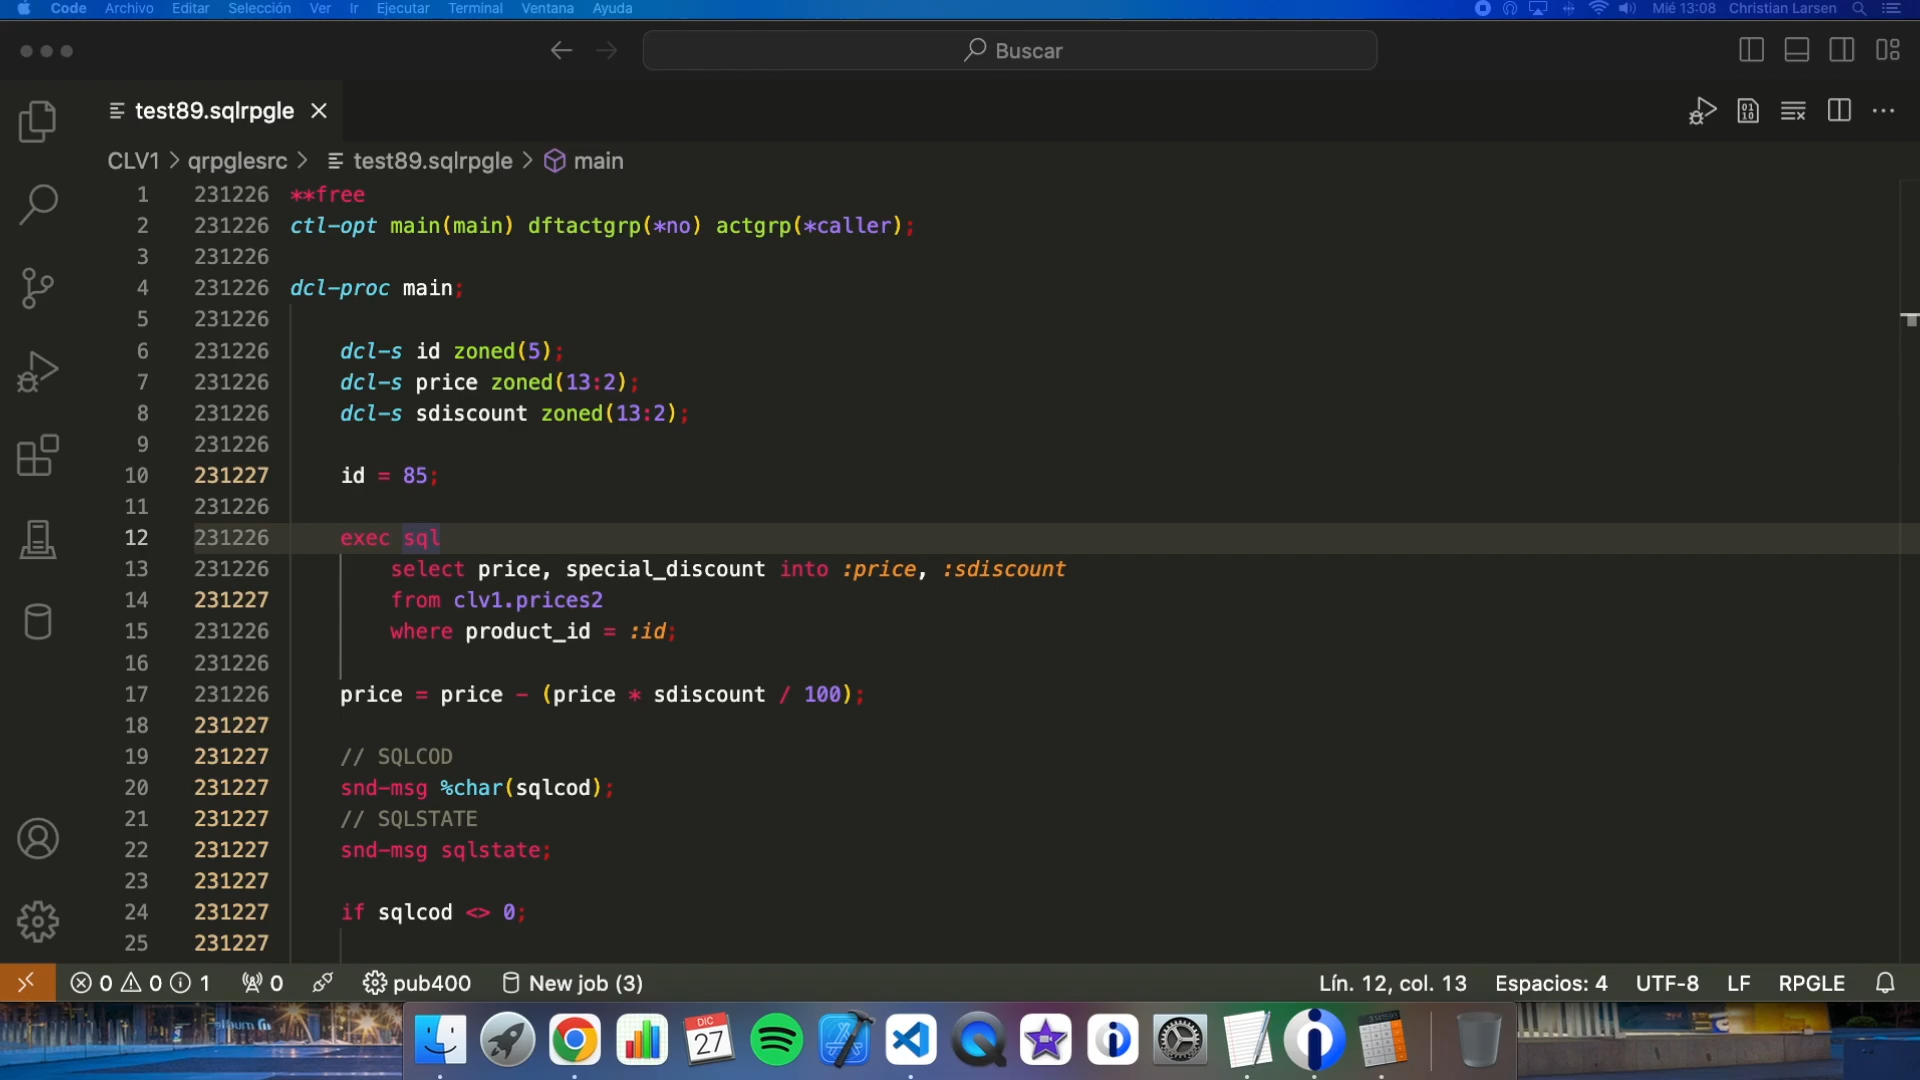 Code Archivo Editar Selección Ver Ir Ejecutar Terminal Ventana Ayuda Mié 13:08 Christian Larsen
Buscar
test89.sqlrpgle
CLV1 > qrpglesrc > test89.sqlrpgle > main
1 231226 **free
2 231226 ctl-opt main(main) dftactgrp(*no) actgrp(*caller);
3 231226
4 231226 dcl-proc main;
5 231226
6 231226 dcl-s id zoned(5);
7 231226 dcl-s price zoned(13:2);
8 231226 dcl-s sdiscount zoned(13:2);
9 231226
10 231227 id = 85;
11 231226
12 231226 exec sql
13 231226 select price, special_discount into :price, :sdiscount
14 231227 from clv1.prices2
15 231226 where product_id = :id;
16 231226
17 231226 price = price - (price * sdiscount / 100);
18 231227
19 231227 // SQLCOD
20 231227 snd-msg %char(sqlcod);
21 231227 // SQLSTATE
22 231227 snd-msg sqlstate;
23 231227
24 231227 if sqlcod <> 0;
25 231227
0 0 1 0 pub400 New job (3) Lín. 12, col. 13 Espacios: 4 UTF-8 LF RPGLE
DIC
27